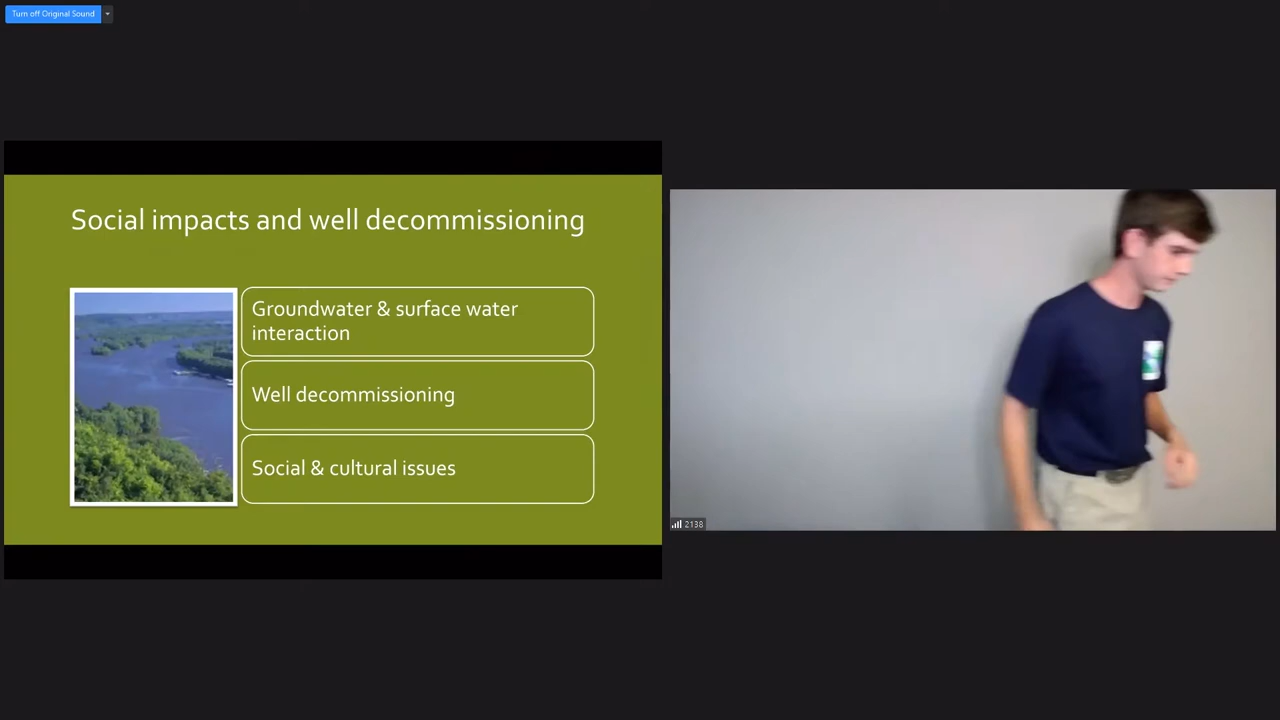 Turn off Original Sound
Social impacts and well decommissioning
Groundwater & surface water
interaction
Well decommissioning
Social & cultural issues
2138